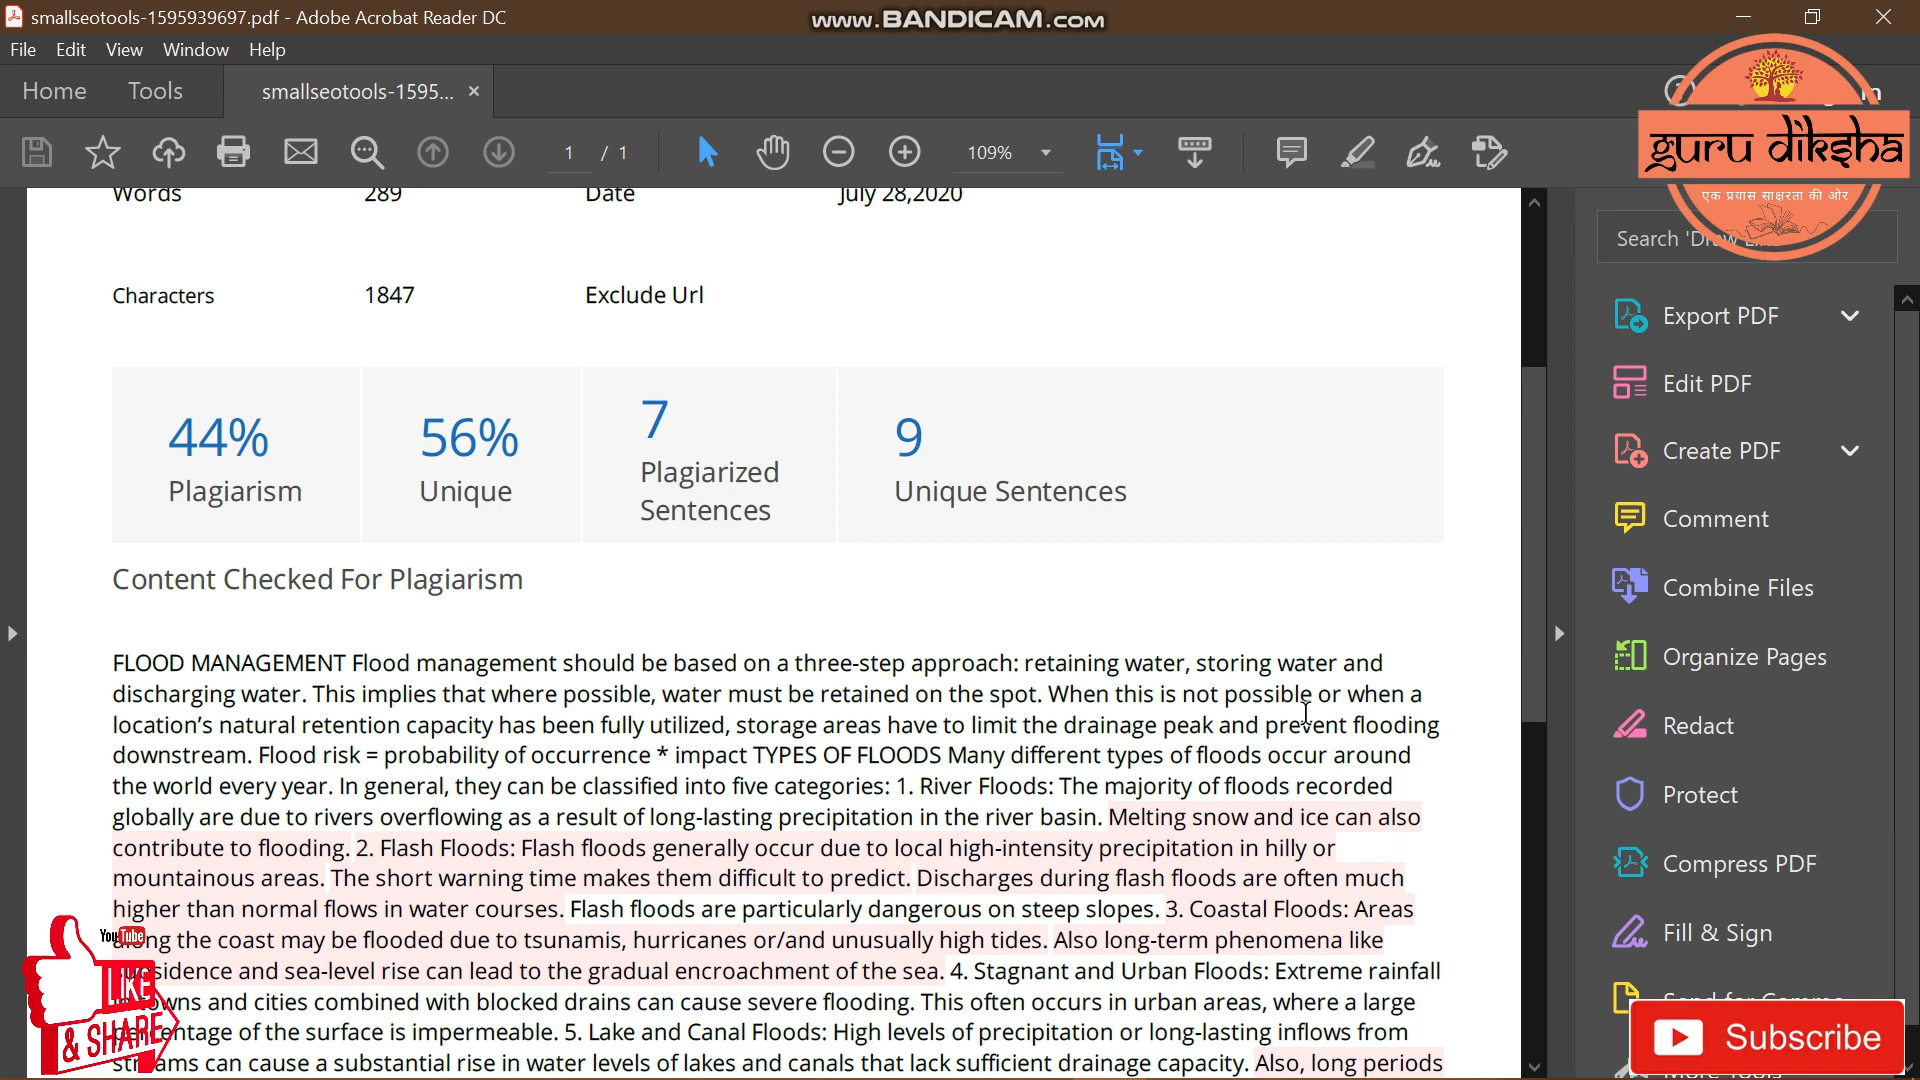 smallseotools-1595939697.pdf - Adobe Acrobat Reader DC
www.BANDICAM.com
File Edit View Window Help
Home Tools smallseotools-1595... ×
1 / 1 109%
guru diksha
एक प्रयास साक्षरता की ओर
Words 289 Date July 28,2020
Characters 1847 Exclude Url
44% Plagiarism
56% Unique
7 Plagiarized Sentences
9 Unique Sentences
Content Checked For Plagiarism
FLOOD MANAGEMENT Flood management should be based on a three-step approach: retaining water, storing water and
discharging water. This implies that where possible, water must be retained on the spot. When this is not possible or when a
location’s natural retention capacity has been fully utilized, storage areas have to limit the drainage peak and prevent flooding
downstream. Flood risk = probability of occurrence * impact TYPES OF FLOODS Many different types of floods occur around
the world every year. In general, they can be classified into five categories: 1. River Floods: The majority of floods recorded
globally are due to rivers overflowing as a result of long-lasting precipitation in the river basin. Melting snow and ice can also
contribute to flooding. 2. Flash Floods: Flash floods generally occur due to local high-intensity precipitation in hilly or
mountainous areas. The short warning time makes them difficult to predict. Discharges during flash floods are often much
higher than normal flows in water courses. Flash floods are particularly dangerous on steep slopes. 3. Coastal Floods: Areas
the coast may be flooded due to tsunamis, hurricanes or/and unusually high tides. Also long-term phenomena like
and sea-level rise can lead to the gradual encroachment of the sea. 4. Stagnant and Urban Floods: Extreme rainfall
and cities combined with blocked drains can cause severe flooding. This often occurs in urban areas, where a large
of the surface is impermeable. 5. Lake and Canal Floods: High levels of precipitation or long-lasting inflows from
can cause a substantial rise in water levels of lakes and canals that lack sufficient drainage capacity. Also, long periods
Search
Export PDF
Edit PDF
Create PDF
Comment
Combine Files
Organize Pages
Redact
Protect
Compress PDF
Fill & Sign
YouTube
LIKE
& SHARE
Subscribe